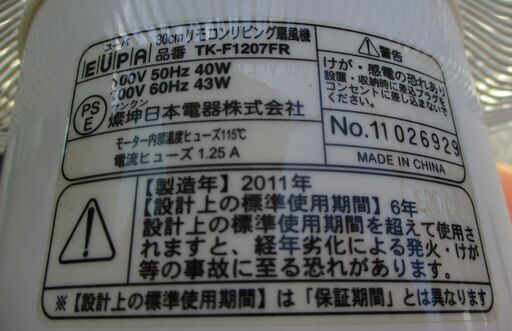 ユーパ
EUPA
30cmリモコンリビング扇風機
品番 TK-F1207FR
100V 50Hz 40W
100V 60Hz 43W
PS
E
サンクン
燦坤日本電器株式会社
モーター内部温度ヒューズ115℃
電流ヒューズ 1.25 A
警告
けが・感電の恐れあり
設置・収納時に差込プラグを
コンセントに差し込まないで
ください。
No.11 026929
MADE IN CHINA
【製造年】2011年
【設計上の標準使用期間】6年
設計上の標準使用期間を超えて使用さ
れますと、経年劣化による発火・けが
等の事故に至る恐れがあります。
※【設計上の標準使用期間】は「保証期間」とは異なります